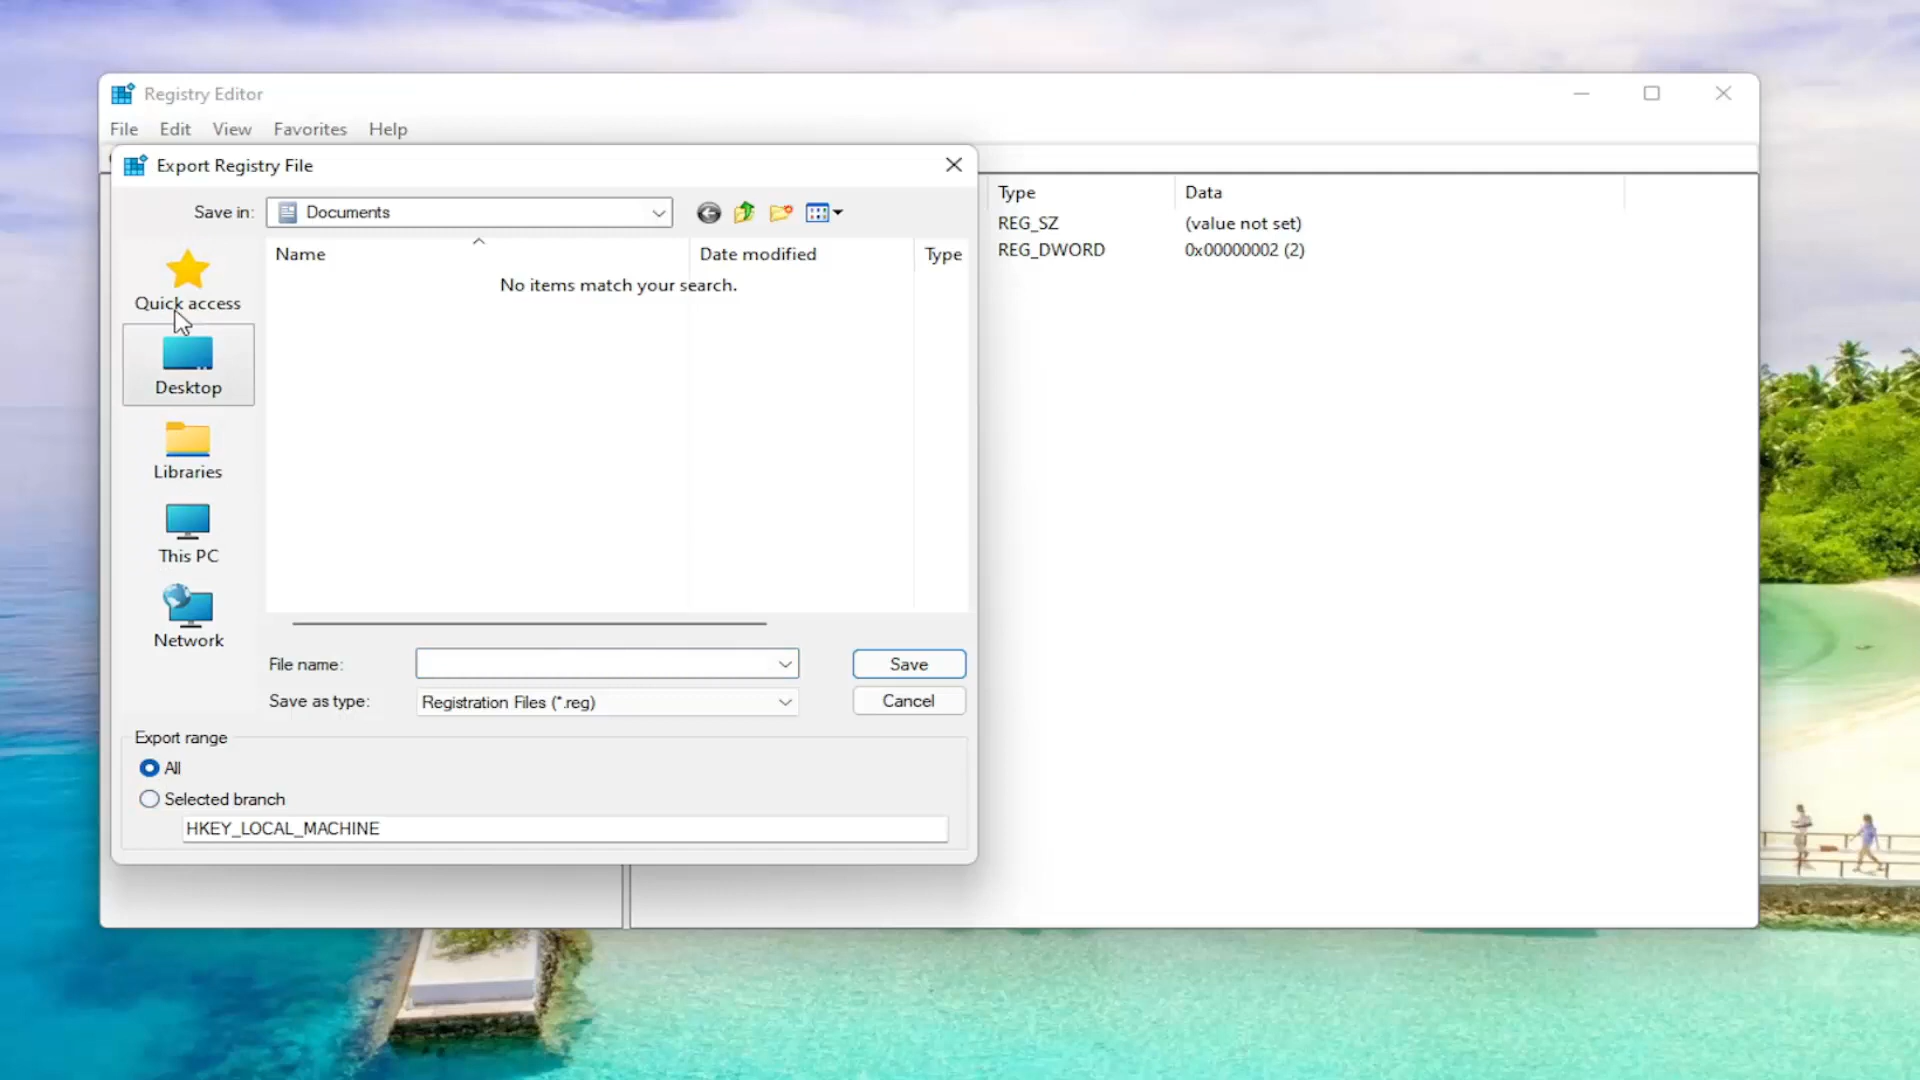 Registry Editor
File Edit View Favorites Help
Export Registry File
Save in: Documents
Name Date modified Type
No items match your search.
Quick access
Desktop
Libraries
This PC
Network
File name: Save
Save as type: Registration Files (*.reg) Cancel
Export range
All
Selected branch
HKEY_LOCAL_MACHINE
Type Data
REG_SZ (value not set)
REG_DWORD 0x00000002 (2)